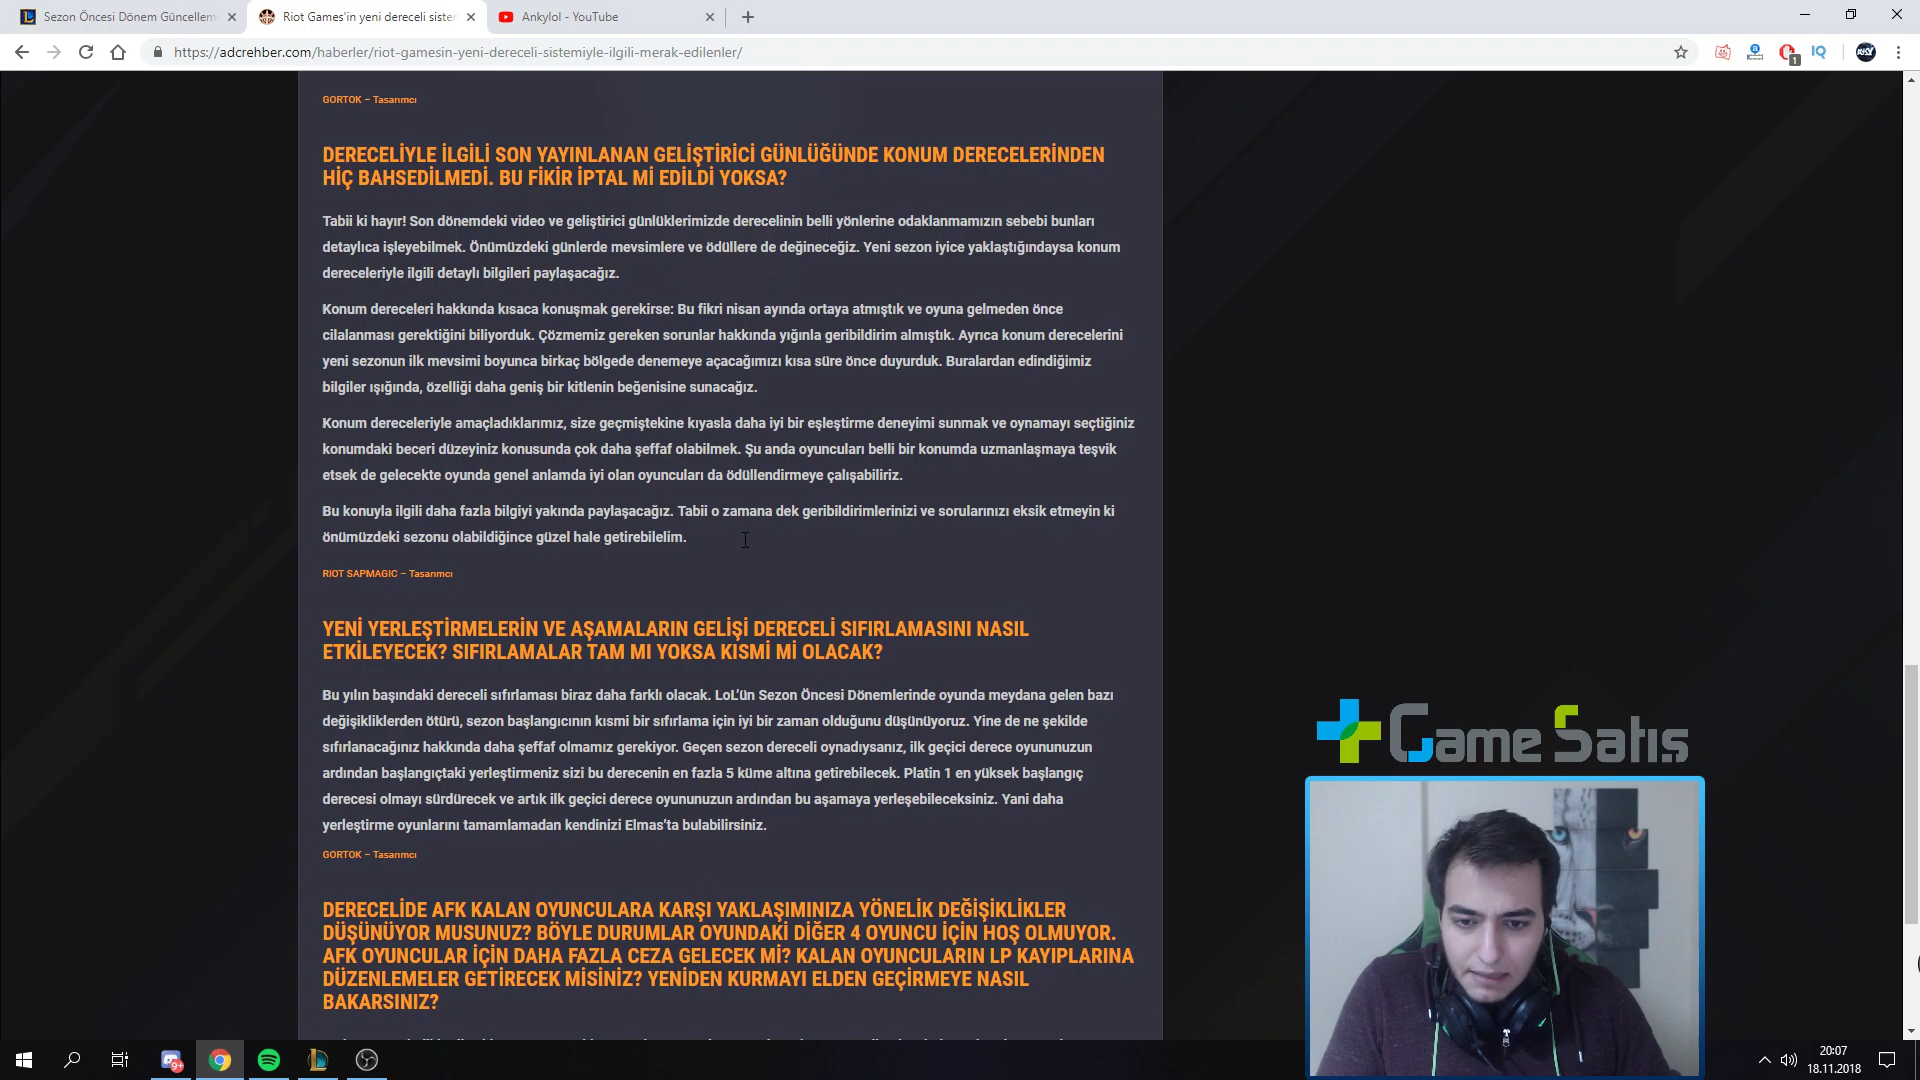 Sezon Öncesi Dönem Güncellem
Riot Games'in yeni dereceli sister
Ankylol - YouTube
https://adcrehber.com/haberler/riot-gamesin-yeni-dereceli-sistemiyle-ilgili-merak-edilenler/
IQ
1
GORTOK – Tasarımcı
DERECELİYLE İLGİLİ SON YAYINLANAN GELİŞTİRİCİ GÜNLÜĞÜNDE KONUM DERECELERİNDEN
HİÇ BAHSEDİLMEDİ. BU FİKİR İPTAL Mİ EDİLDİ YOKSA?
Tabii ki hayır! Son dönemdeki video ve geliştirici günlüklerimizde derecelinin belli yönlerine odaklanmamızın sebebi bunları
detaylıca işleyebilmek. Önümüzdeki günlerde mevsimlere ve ödüllere de değineceğiz. Yeni sezon iyice yaklaştığındaysa konum
dereceleriyle ilgili detaylı bilgileri paylaşacağız.
Konum dereceleri hakkında kısaca konuşmak gerekirse: Bu fikri nisan ayında ortaya atmıştık ve oyuna gelmeden önce
cilalanması gerektiğini biliyorduk. Çözmemiz gereken sorunlar hakkında yığınla geribildirim almıştık. Ayrıca konum derecelerini
yeni sezonun ilk mevsimi boyunca birkaç bölgede denemeye açacağımızı kısa süre önce duyurduk. Buralardan edindiğimiz
bilgiler ışığında, özelliği daha geniş bir kitlenin beğenisine sunacağız.
Konum dereceleriyle amaçladıklarımız, size geçmiştekine kıyasla daha iyi bir eşleştirme deneyimi sunmak ve oynamayı seçtiğiniz
konumdaki beceri düzeyiniz konusunda çok daha şeffaf olabilmek. Şu anda oyuncuları belli bir konumda uzmanlaşmaya teşvik
etsek de gelecekte oyunda genel anlamda iyi olan oyuncuları da ödüllendirmeye çalışabiliriz.
Bu konuyla ilgili daha fazla bilgiyi yakında paylaşacağız. Tabii o zamana dek geribildirimlerinizi ve sorularınızı eksik etmeyin ki
önümüzdeki sezonu olabildiğince güzel hale getirebilelim.
RIOT SAPMAGIC – Tasarımcı
YENİ YERLEŞTİRMELERİN VE AŞAMALARIN GELİŞİ DERECELİ SIFIRLAMASINI NASIL
ETKİLEYECEK? SIFIRLAMALAR TAM MI YOKSA KISMİ Mİ OLACAK?
Bu yılın başındaki dereceli sıfırlaması biraz daha farklı olacak. LoL’ün Sezon Öncesi Dönemlerinde oyunda meydana gelen bazı
değişikliklerden ötürü, sezon başlangıcının kısmi bir sıfırlama için iyi bir zaman olduğunu düşünüyoruz. Yine de ne şekilde
sıfırlanacağınız hakkında daha şeffaf olmamız gerekiyor. Geçen sezon dereceli oynadıysanız, ilk geçici derece oyununuzun
ardından başlangıçtaki yerleştirmeniz sizi bu derecenin en fazla 5 küme altına getirebilecek. Platin 1 en yüksek başlangıç
derecesi olmayı sürdürecek ve artık ilk geçici derece oyununuzun ardından bu aşamaya yerleşebileceksiniz. Yani daha
yerleştirme oyunlarını tamamlamadan kendinizi Elmas’ta bulabilirsiniz.
GORTOK – Tasarımcı
DERECELİDE AFK KALAN OYUNCULARA KARŞI YAKLAŞIMINIZA YÖNELİK DEĞİŞİKLİKLER
DÜŞÜNÜYOR MUSUNUZ? BÖYLE DURUMLAR OYUNDAKİ DİĞER 4 OYUNCU İÇİN HOŞ OLMUYOR.
AFK OYUNCULAR İÇİN DAHA FAZLA CEZA GELECEK Mİ? KALAN OYUNCULARIN LP KAYIPLARINA
DÜZENLEMELER GETİRECEK MİSİNİZ? YENİDEN KURMAYI ELDEN GEÇİRMEYE NASIL
BAKARSINIZ?
Game Satış
9+
20:07
18.11.2018